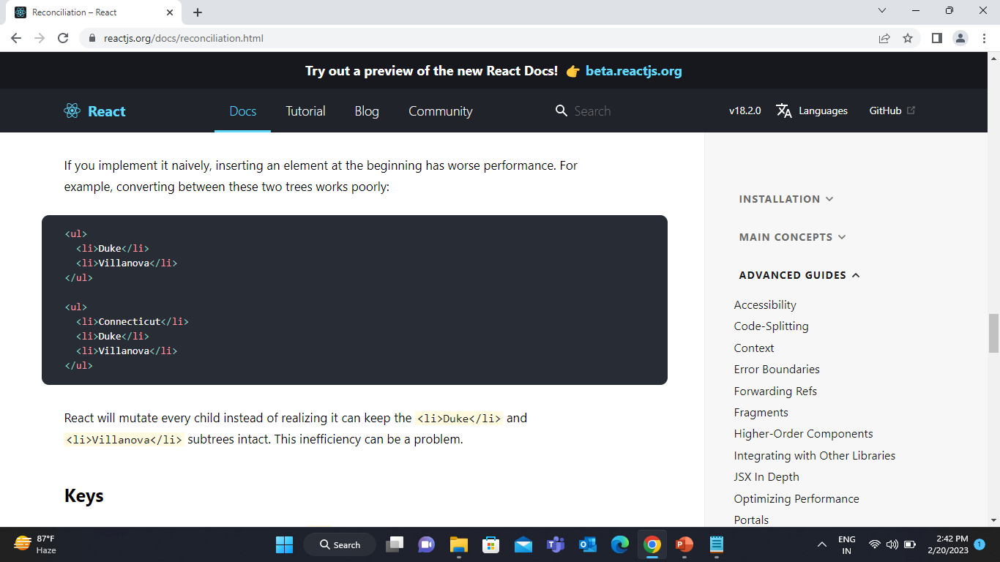 Reconciliation – React
reactjs.org/docs/reconciliation.html
Try out a preview of the new React Docs! 👉 beta.reactjs.org
React Docs Tutorial Blog Community Search v18.2.0 Languages GitHub
If you implement it naively, inserting an element at the beginning has worse performance. For
example, converting between these two trees works poorly:
<ul>
  <li>Duke</li>
  <li>Villanova</li>
</ul>

<ul>
  <li>Connecticut</li>
  <li>Duke</li>
  <li>Villanova</li>
</ul>
React will mutate every child instead of realizing it can keep the <li>Duke</li> and
<li>Villanova</li> subtrees intact. This inefficiency can be a problem.
Keys
INSTALLATION
MAIN CONCEPTS
ADVANCED GUIDES
Accessibility
Code-Splitting
Context
Error Boundaries
Forwarding Refs
Fragments
Higher-Order Components
Integrating with Other Libraries
JSX In Depth
Optimizing Performance
Portals
87°F
Haze
Search
ENG
IN
2:42 PM
2/20/2023
1